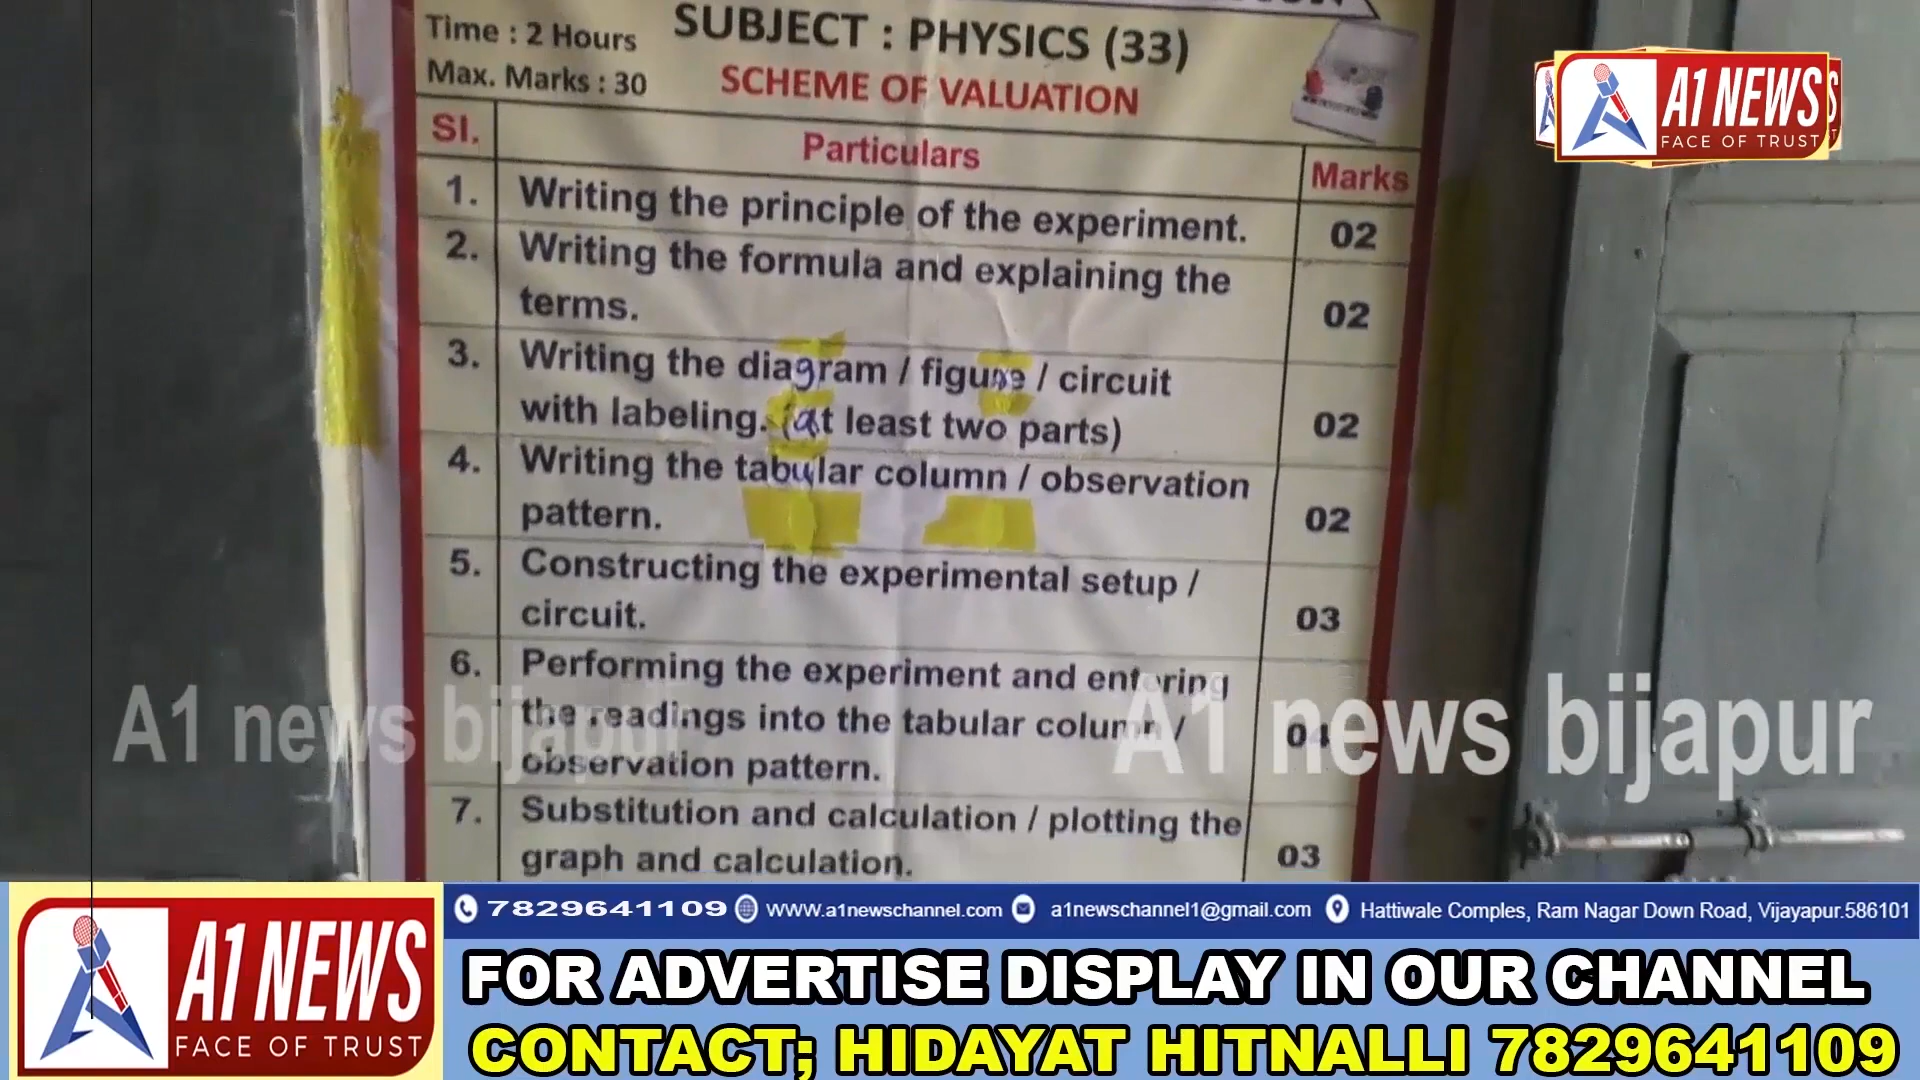 Time : 2 Hours
SUBJECT : PHYSICS (33)
Max. Marks : 30
SCHEME OF VALUATION
Sl.
Particulars
Marks
1.
Writing the principle of the experiment.
02
2.
Writing the formula and explaining the
terms.
02
3.
Writing the diagram / figure / circuit
with labeling. (at least two parts)
02
4.
Writing the tabular column / observation
pattern.
02
5.
Constructing the experimental setup /
circuit.
03
6.
Performing the experiment and entering
the readings into the tabular column /
observation pattern.
04
7.
Substitution and calculation / plotting the
graph and calculation.
03
A1 NEWS
FACE OF TRUST
A1 news bijapur
A1 news bijapur
A1 NEWS
FACE OF TRUST
7829641109
WWW.a1newschannel.com
a1newschannel1@gmail.com
Hattiwale Comples, Ram Nagar Down Road, Vijayapur.586101
FOR ADVERTISE DISPLAY IN OUR CHANNEL
CONTACT; HIDAYAT HITNALLI 7829641109